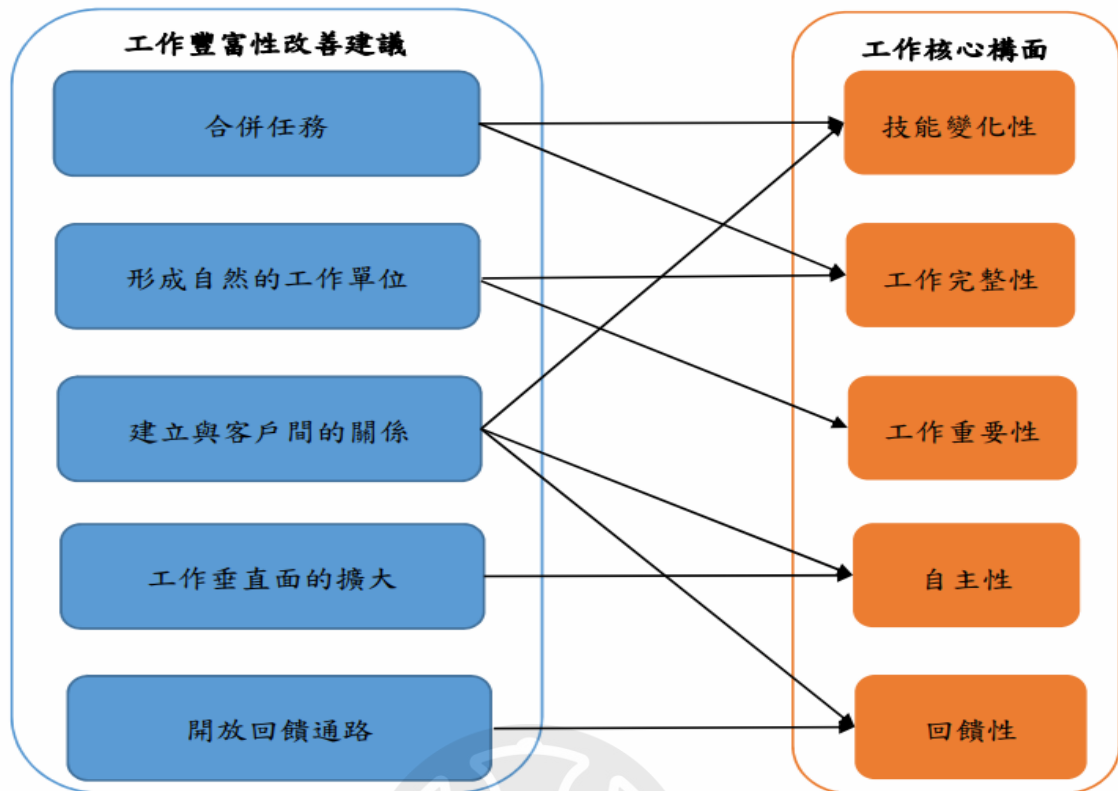 工作豐富性改善建議
合併任務
形成自然的工作單位
建立與客戶間的關係
工作垂直面的擴大
開放回饋通路
工作核心構面
技能變化性
工作完整性
工作重要性
自主性
回饋性